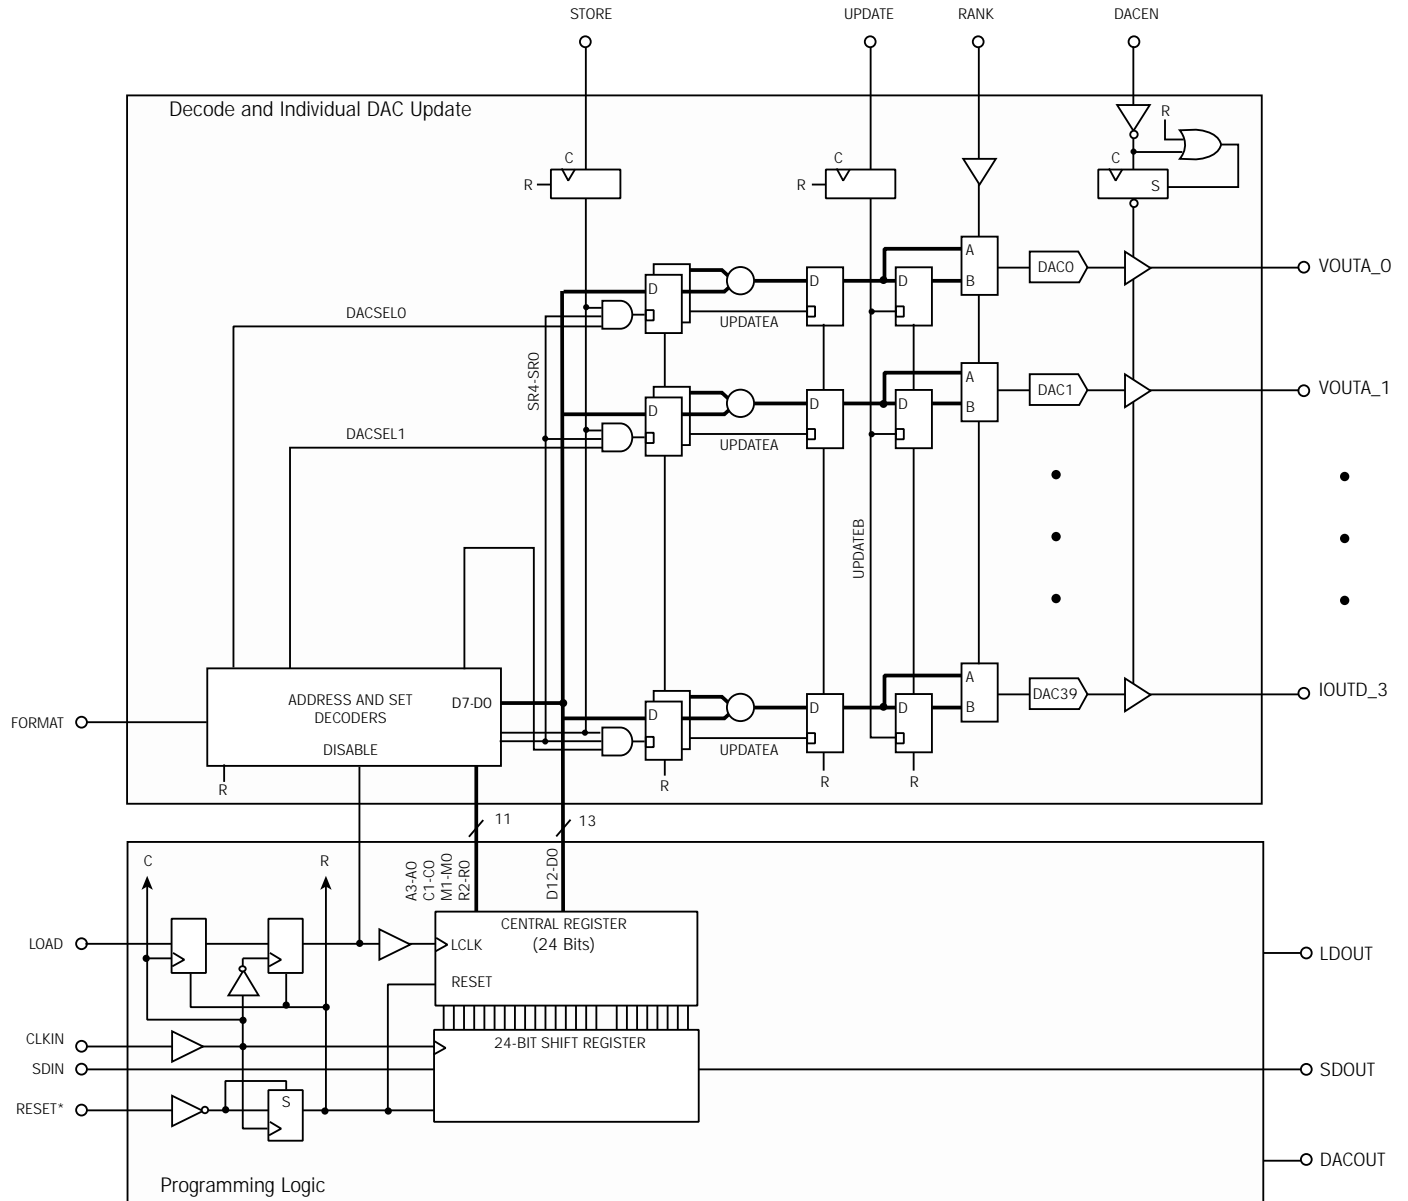 STORE
UPDATE
RANK
DACEN
Decode and Individual DAC Update
R
C
R
C
R
C
S
A
B
DAC0
VOUTA_0
D
D
D
DACSEL0
UPDATEA
SR4-SR0
A
B
DAC1
VOUTA_1
D
D
D
DACSEL1
UPDATEA
UPDATEB
ADDRESS AND SET
DECODERS
D7-D0
DISABLE
FORMAT
R
A
B
DAC39
IOUTD_3
D
D
D
UPDATEA
R
R
R
11
13
C
R
A3-A0
C1-C0
M1-M0
R2-R0
D12-D0
CENTRAL REGISTER
(24 Bits)
LOAD
LCLK
LDOUT
RESET
CLKIN
24-BIT SHIFT REGISTER
SDIN
SDOUT
RESET*
S
DACOUT
Programming Logic